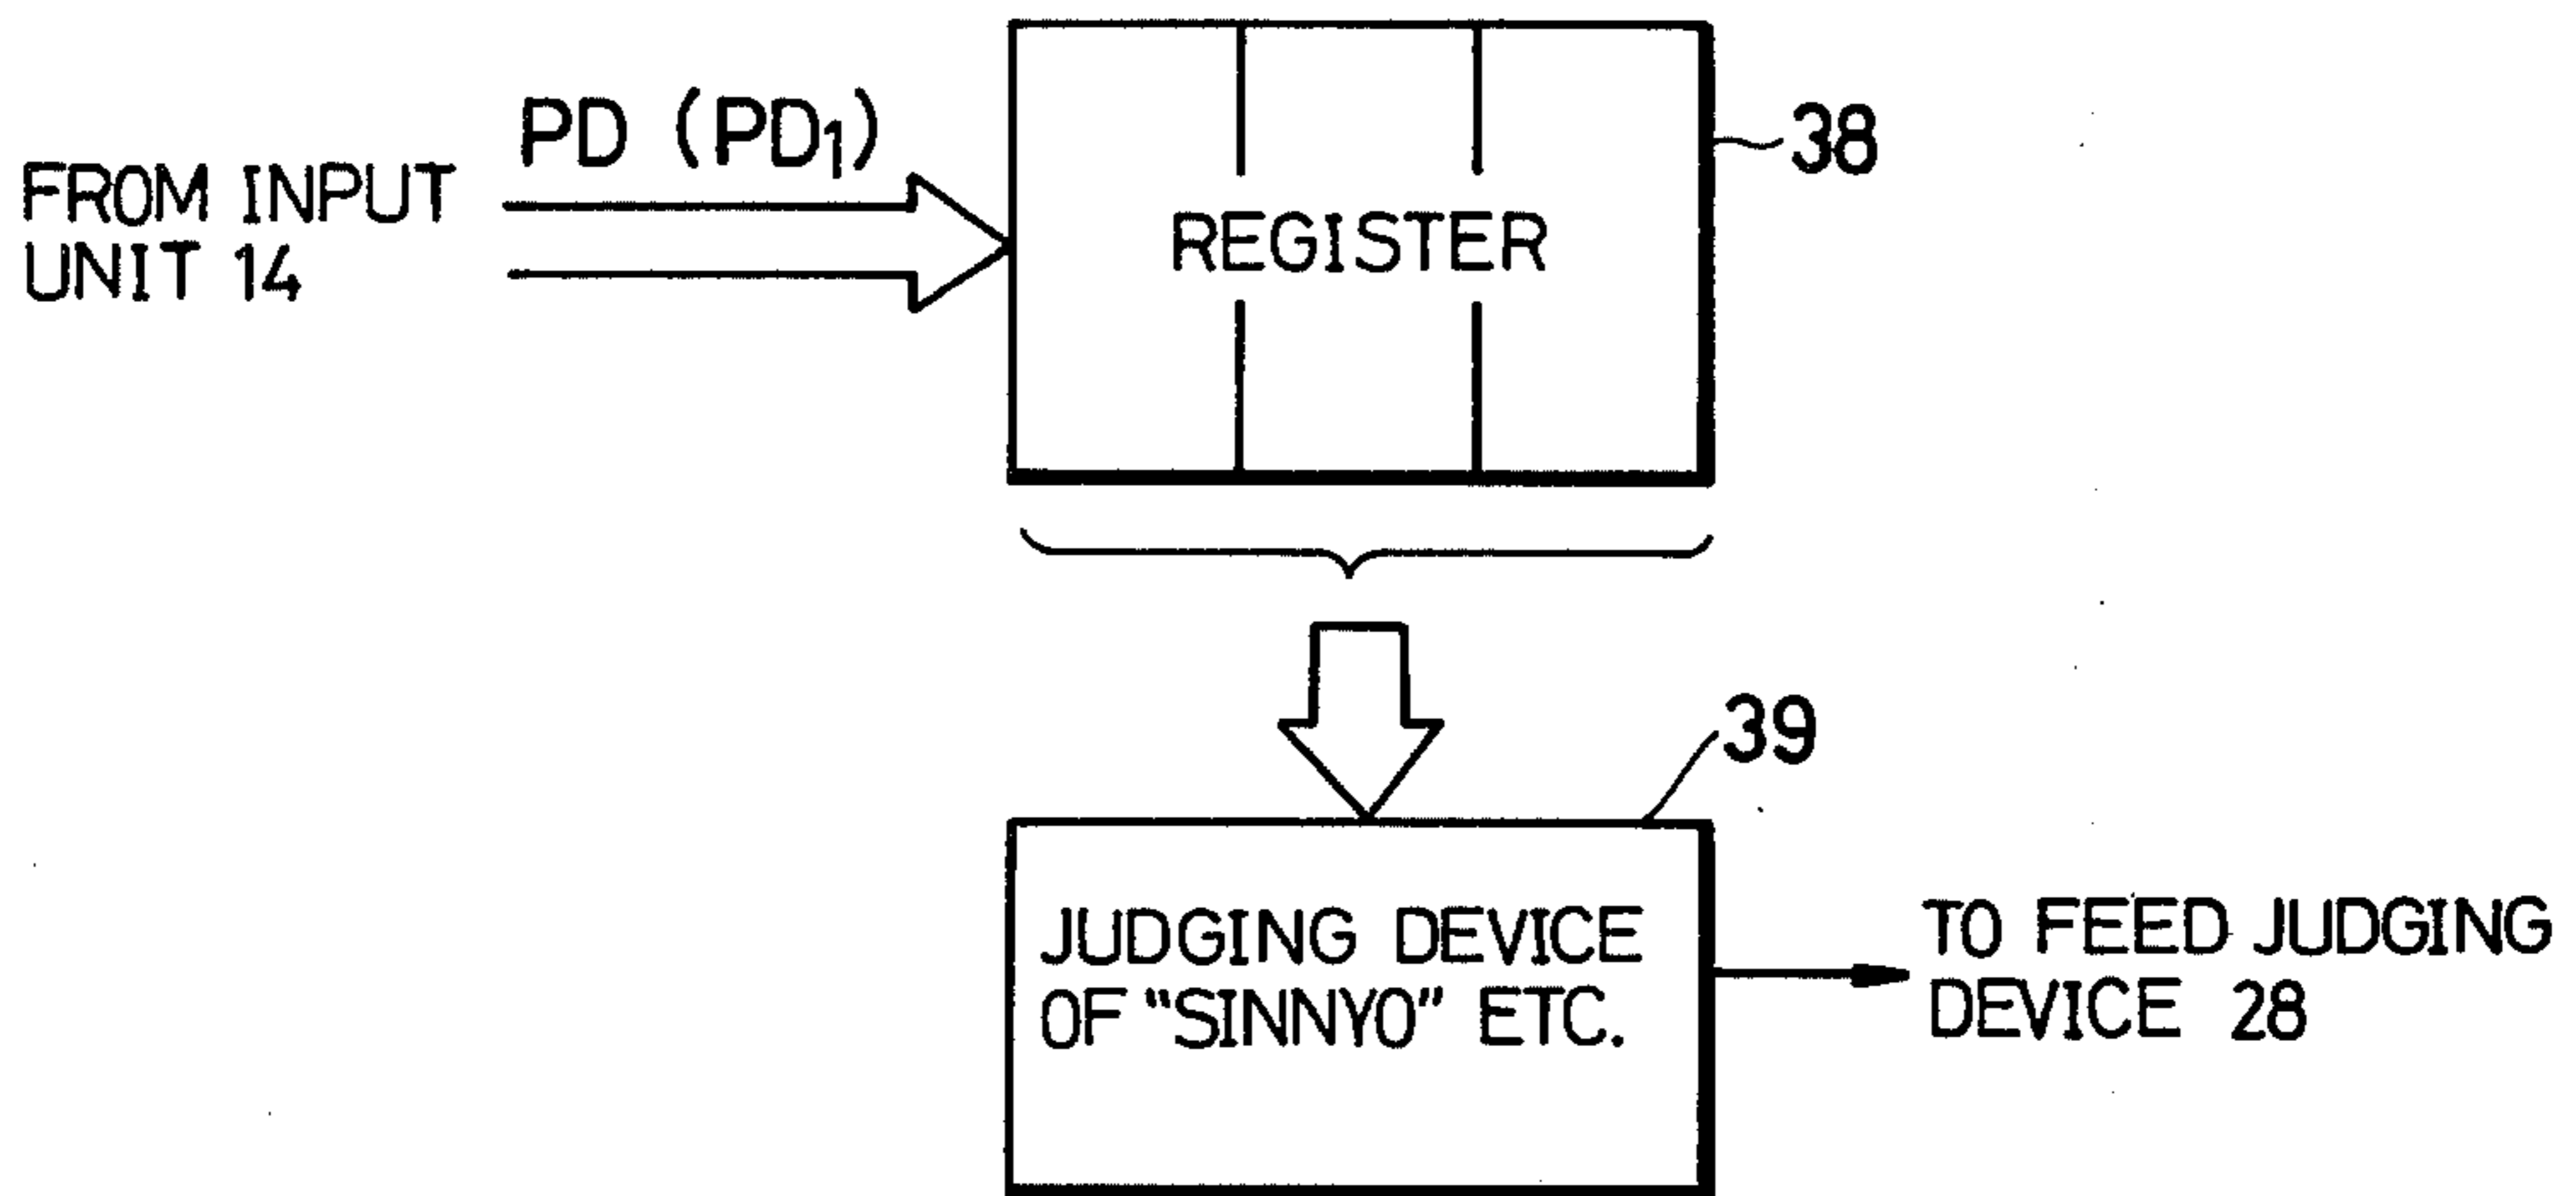 FROM INPUT
UNIT 14
PD (PD₁)
REGISTER
38
39
JUDGING DEVICE
OF "SINNYO" ETC.
TO FEED JUDGING
DEVICE 28